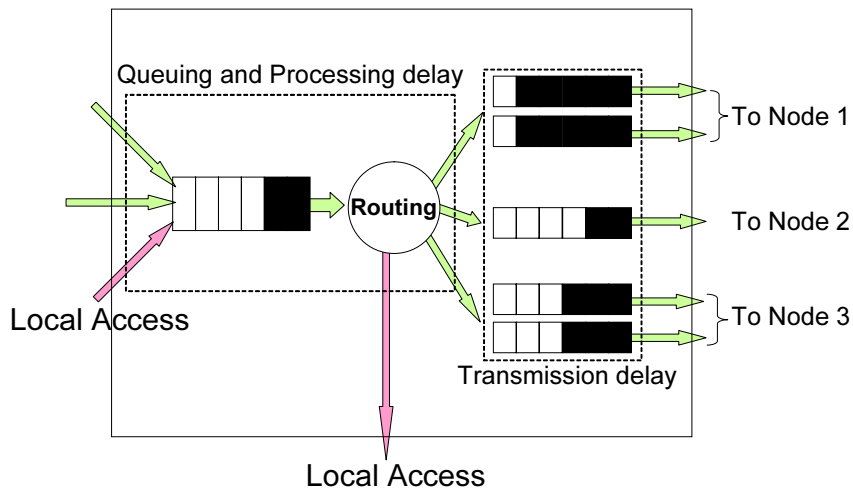 Queuing and Processing delay
To Node 1
Routing
To Node 2
Local Access
To Node 3
Transmission delay
Local Access